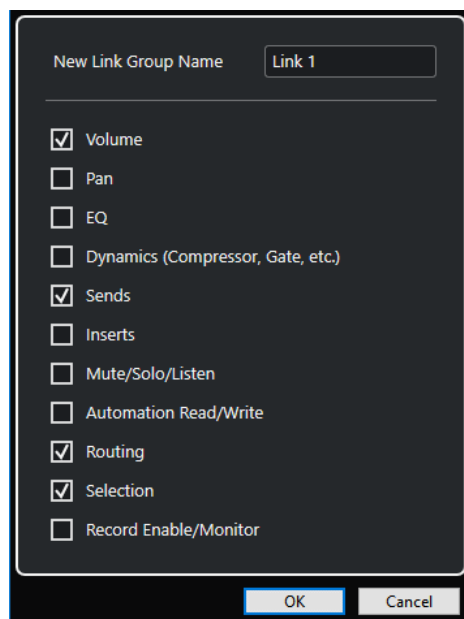 New Link Group Name Link 1
Volume
Pan
EQ
Dynamics (Compressor, Gate, etc.)
Sends
Inserts
Mute/Solo/Listen
Automation Read/Write
Routing
Selection
Record Enable/Monitor
OK Cancel